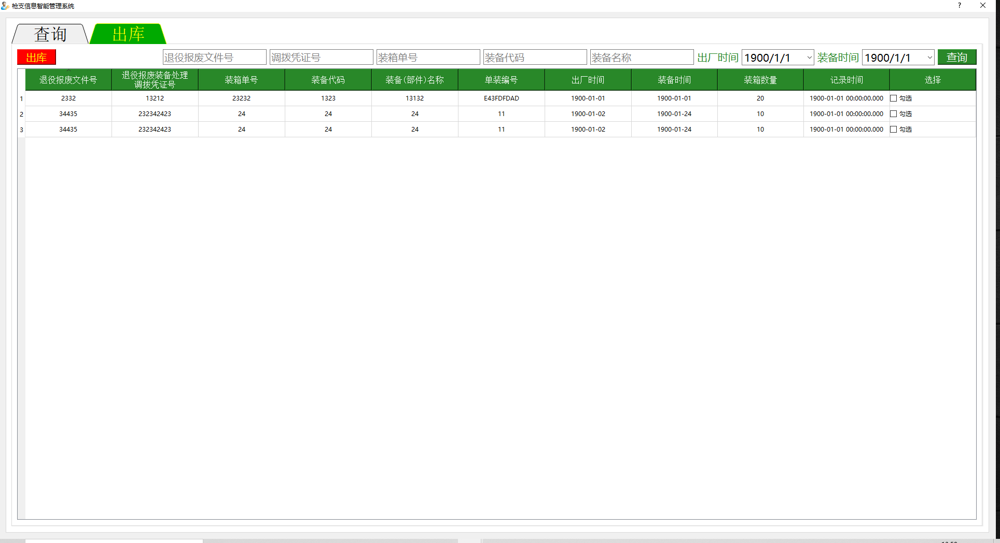 枪支信息智能管理系统
?
查询 出库
出库 退役报废文件号 调拨凭证号 装箱单号 装备代码 装备名称 出厂时间 1900/1/1 装备时间 1900/1/1 查询
退役报废文件号 退役报废装备处理 装箱单号 装备代码 装备(部件)名称 单装编号 出厂时间 装备时间 装箱数量 记录时间 选择
调拨凭证号
1 2332 13212 23232 1323 13132 E43FDFDAD 1900-01-01 1900-01-01 20 1900-01-01 00:00:00.000 勾选
2 34435 232342423 24 24 24 11 1900-01-02 1900-01-24 10 1900-01-01 00:00:00.000 勾选
3 34435 232342423 24 24 24 11 1900-01-02 1900-01-24 10 1900-01-01 00:00:00.000 勾选